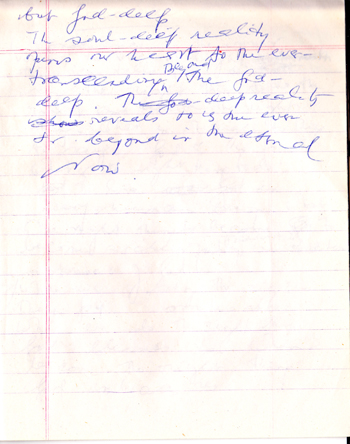 but God-deep
The soul-deep reality
our heart to the ever-
transcending Beyond
in the God-
deep. The God-deep reality
reveals to us the ever
beyond in the eternal
Now.